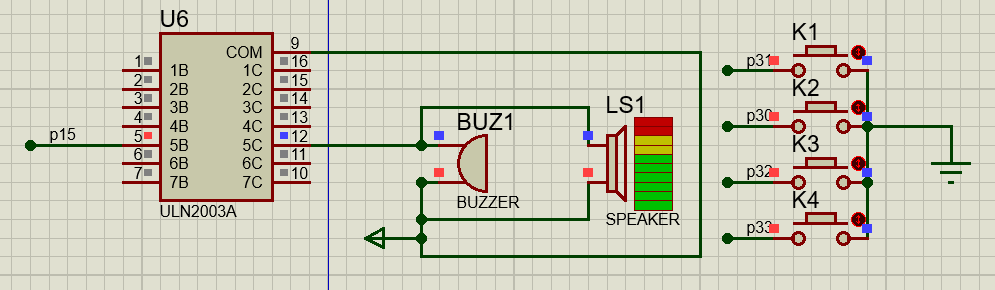 U6
COM 9
1 1B 1C 16
2 2B 2C 15
3 3B 3C 14
4 4B 4C 13
p15 5 5B 5C 12
6 6B 6C 11
7 7B 7C 10
ULN2003A
BUZ1
BUZZER
LS1
SPEAKER
K1
p31
K2
p30
K3
p32
K4
p33